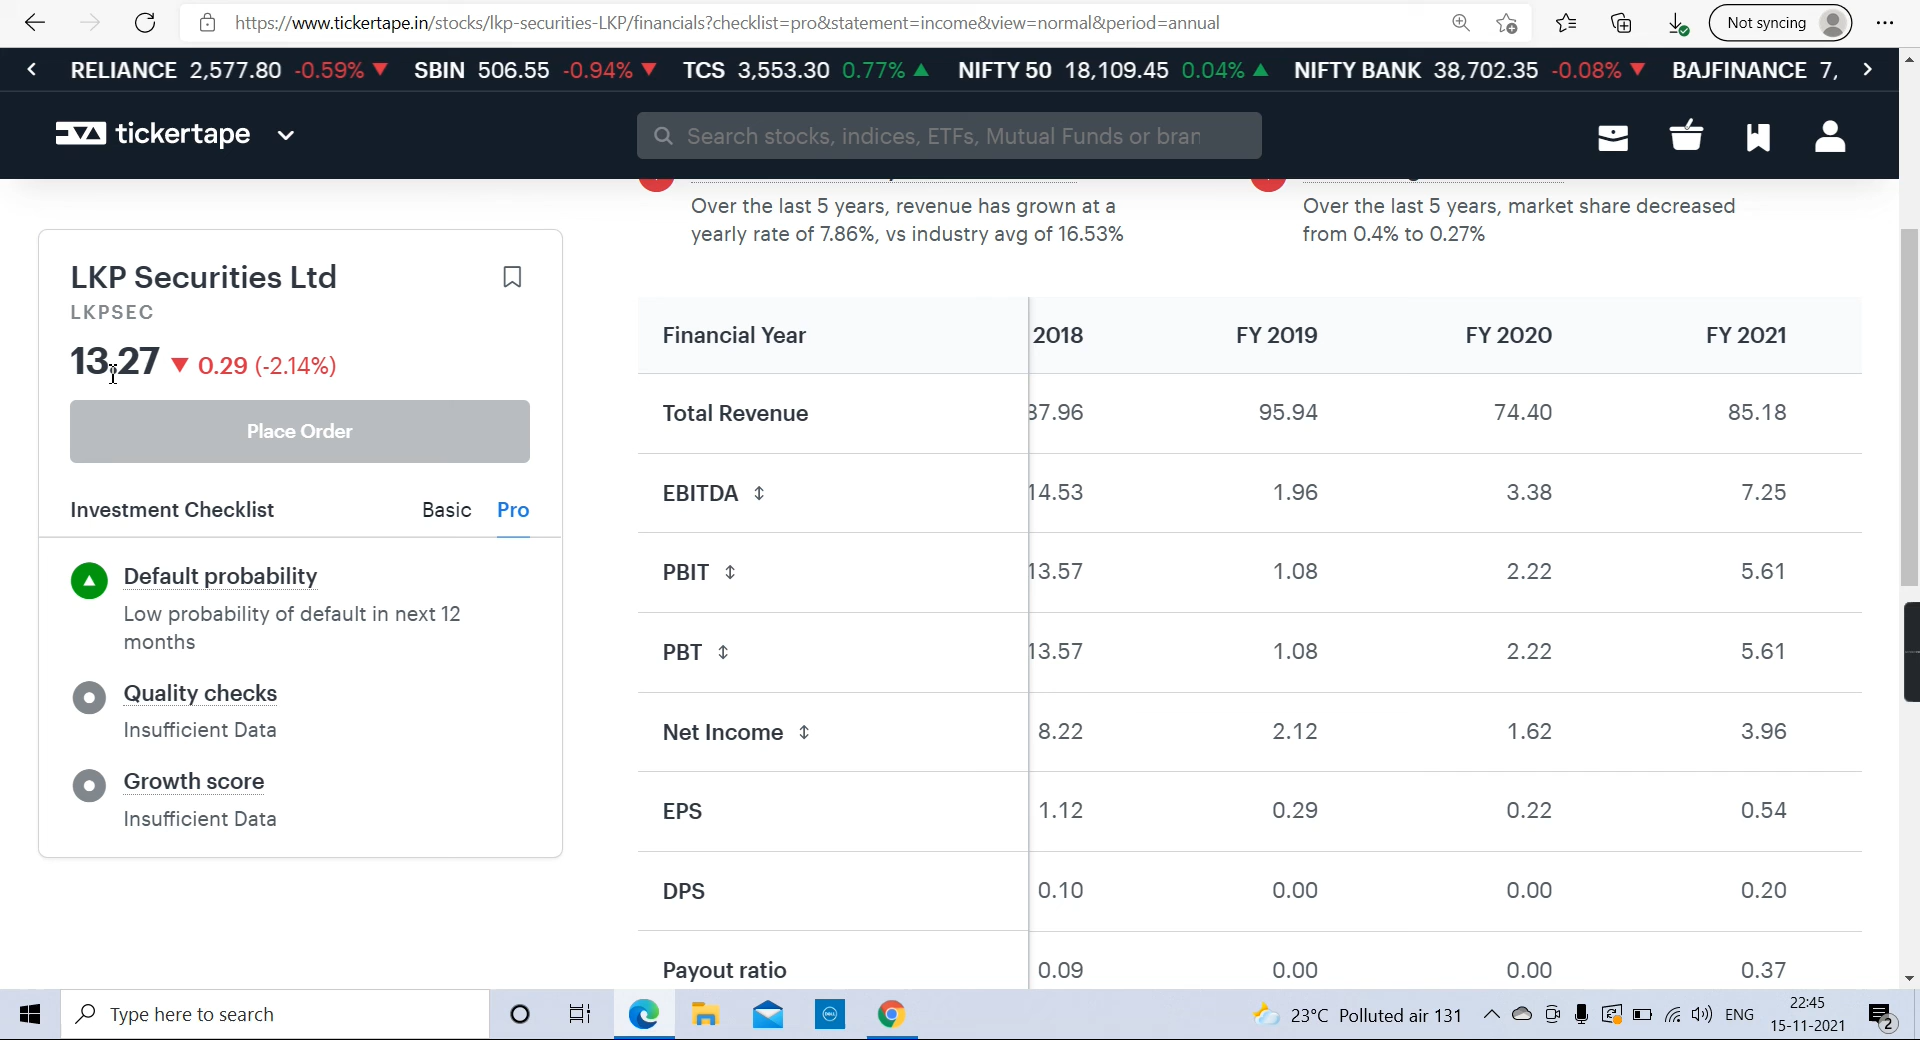 https://www.tickertape.in/stocks/lkp-securities-LKP/financials?checklist=pro&statement=income&view=normal&period=annual
Not syncing
RELIANCE 2,577.80 -0.59% SBIN 506.55 -0.94% TCS 3,553.30 0.77% NIFTY 50 18,109.45 0.04% NIFTY BANK 38,702.35 -0.08% BAJFINANCE 7,
tickertape
Search stocks, indices, ETFs, Mutual Funds or bran
Over the last 5 years, revenue has grown at a
yearly rate of 7.86%, vs industry avg of 16.53%
Over the last 5 years, market share decreased
from 0.4% to 0.27%
LKP Securities Ltd
LKPSEC
13.27 0.29 (-2.14%)
Place Order
Investment Checklist Basic Pro
Default probability
Low probability of default in next 12
months
Quality checks
Insufficient Data
Growth score
Insufficient Data
Financial Year 2018 FY 2019 FY 2020 FY 2021
Total Revenue 37.96 95.94 74.40 85.18
EBITDA 14.53 1.96 3.38 7.25
PBIT 13.57 1.08 2.22 5.61
PBT 13.57 1.08 2.22 5.61
Net Income 8.22 2.12 1.62 3.96
EPS 1.12 0.29 0.22 0.54
DPS 0.10 0.00 0.00 0.20
Payout ratio 0.09 0.00 0.00 0.37
Type here to search
DELL
23°C Polluted air 131
ENG
22:45
15-11-2021
2